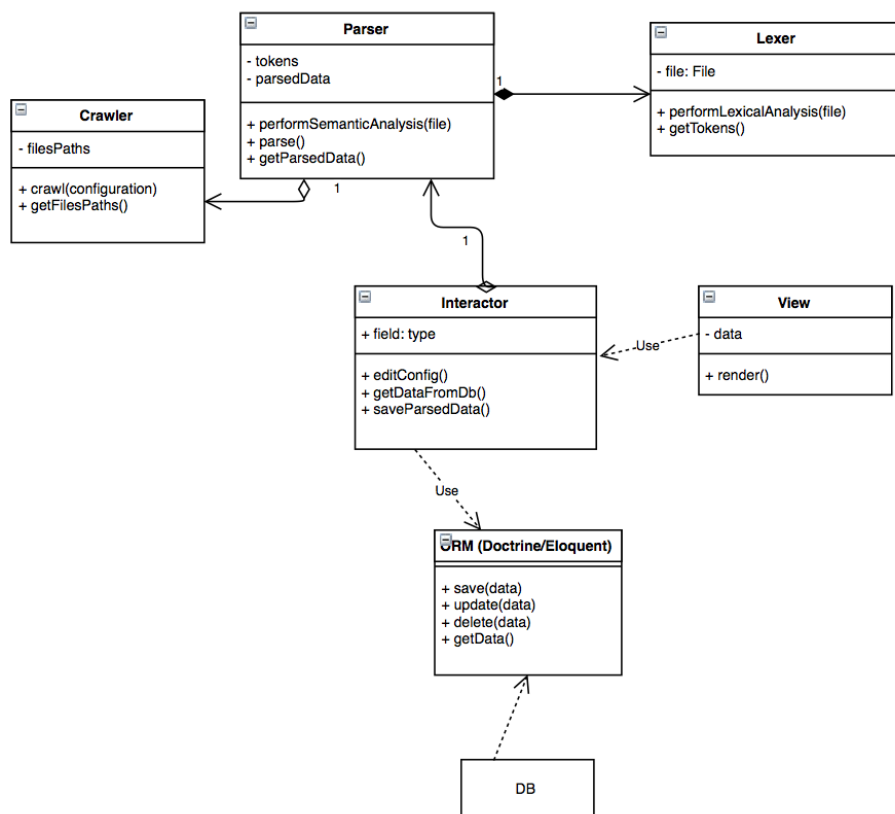 Parser
- tokens
- parsedData
+ performSemanticAnalysis(file)
+ parse()
+ getParsedData()
1
1
Lexer
- file: File
+ performLexicalAnalysis(file)
+ getTokens()
Crawler
- filesPaths
+ crawl(configuration)
+ getFilesPaths()
1
Interactor
+ field: type
+ editConfig()
+ getDataFromDb()
+ saveParsedData()
Use
View
- data
+ render()
Use
ORM (Doctrine/Eloquent)
+ save(data)
+ update(data)
+ delete(data)
+ getData()
DB